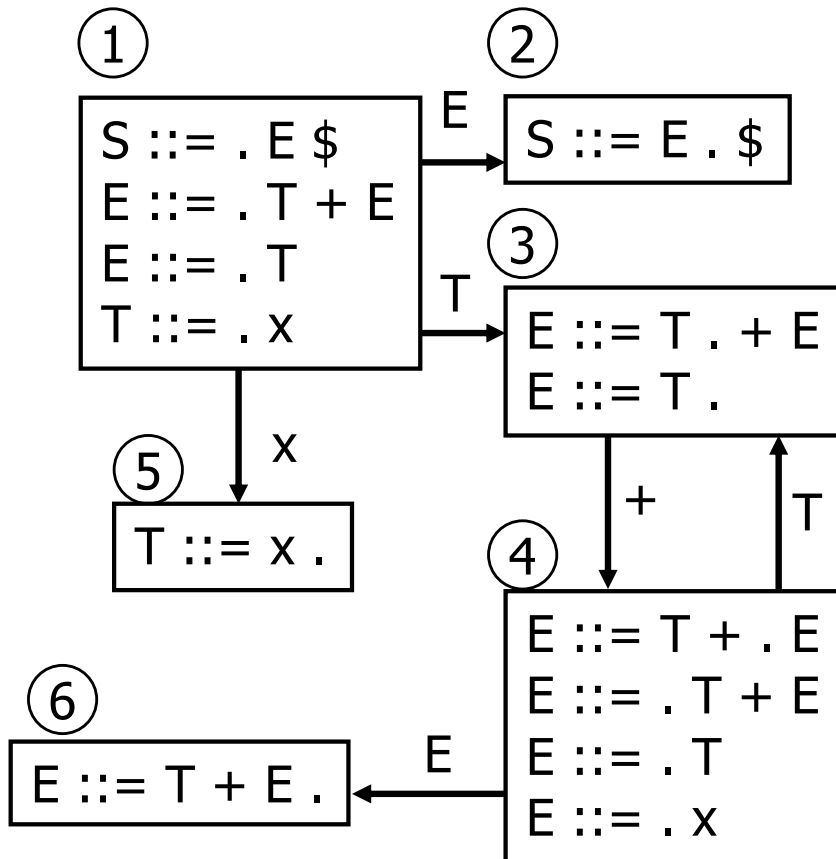 1
S ::= . E $
E ::= . T + E
E ::= . T
T ::= . x
E
2
S ::= E . $
T
3
E ::= T . + E
E ::= T .
x
5
T ::= x .
+
T
4
E ::= T + . E
E ::= . T + E
E ::= . T
E ::= . x
E
6
E ::= T + E .